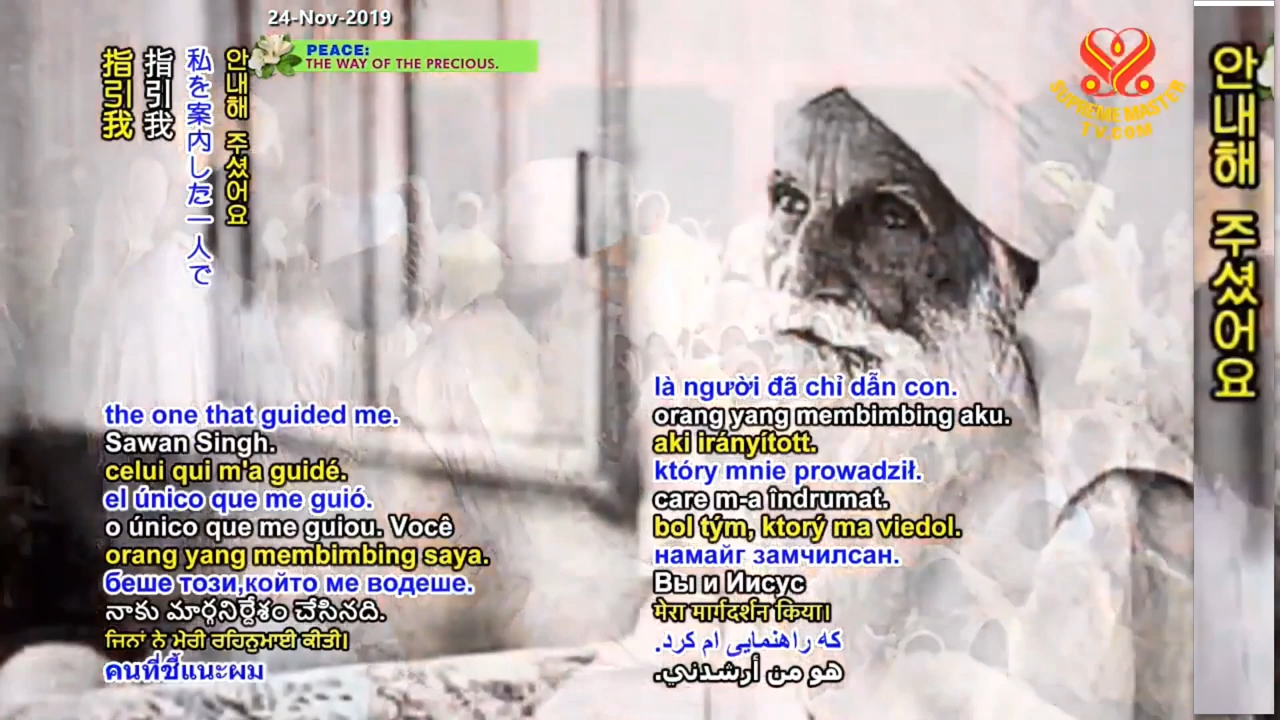 24-Nov-2019
PEACE:
THE WAY OF THE PRECIOUS.
SUPREME MASTER
TV.COM
指引我
指引我
私を案内した一人で
안내해 주셨어요
안내해 주셨어요
the one that guided me.
Sawan Singh.
celui qui m'a guidé.
el único que me guió.
o único que me guiou. Você
orang yang membimbing saya.
беше този,който ме водеше.
నాకు మార్గనిర్దేశం చేసినది.
ਜਿਨਾਂ ਨੇ ਮੇਰੀ ਰਹਿਨੁਮਾਈ ਕੀਤੀ।
คนที่ชี้แนะผม
là người đã chỉ dẫn con.
orang yang membimbing aku.
aki irányított.
który mnie prowadził.
care m-a îndrumat.
bol tým, ktorý ma viedol.
намайг замчилсан.
Вы и Иисус
मेरा मार्गदर्शन किया।
که راهنمایی ام کرد.
هو من أرشدني.